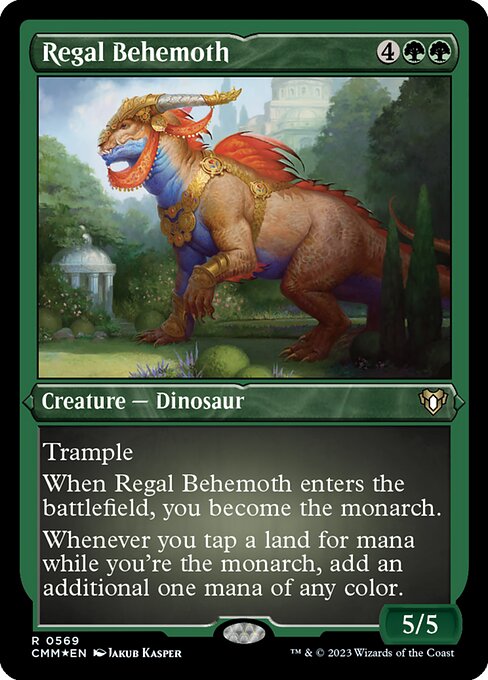 Regal Behemoth 4
Creature — Dinosaur
Trample
When Regal Behemoth enters the
battlefield, you become the monarch.
Whenever you tap a land for mana
while you're the monarch, add an
additional one mana of any color.
5/5
R 0569
CMM★EN Jakub Kasper
™ & © 2023 Wizards of the Coast